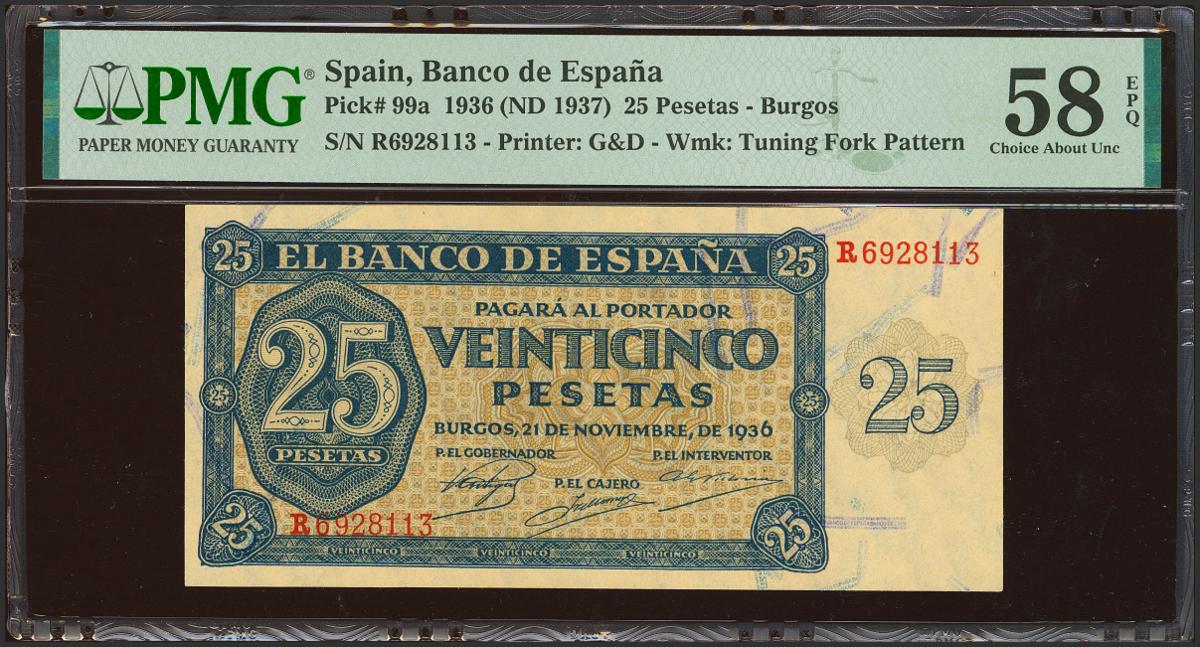 PMG®
PAPER MONEY GUARANTY
Spain, Banco de España
Pick# 99a 1936 (ND 1937) 25 Pesetas - Burgos
S/N R6928113 - Printer: G&D - Wmk: Tuning Fork Pattern
58
EPQ
Choice About Unc
25 EL BANCO DE ESPAÑA 25
R6928113
PAGARÁ AL PORTADOR
VEINTICINCO
PESETAS
25
PESETAS
25
25
25
BURGOS, 21 DE NOVIEMBRE, DE 1936
P. EL GOBERNADOR
P. EL INTERVENTOR
P. EL CAJERO
R6928113
25
25
VEINTICINCO VEINTICINCO VEINTICINCO